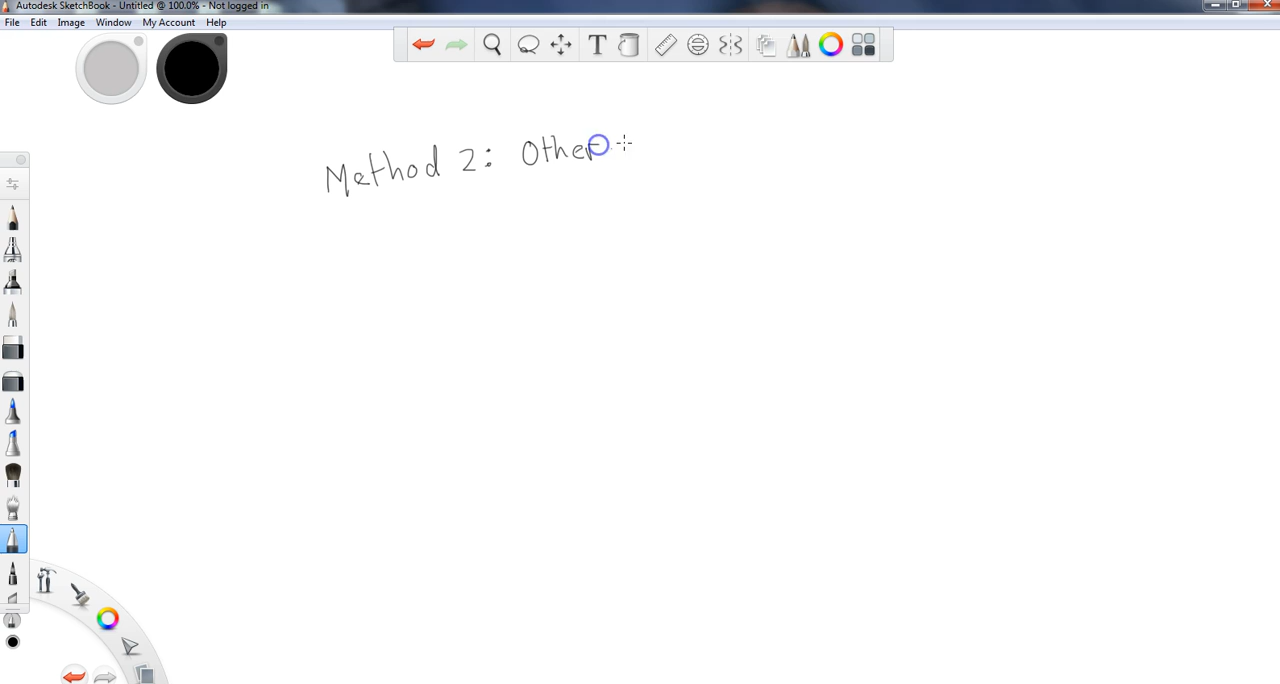 Autodesk SketchBook - Untitled @ 100.0% - Not logged in
File Edit Image Window My Account Help
T
Method 2: Other